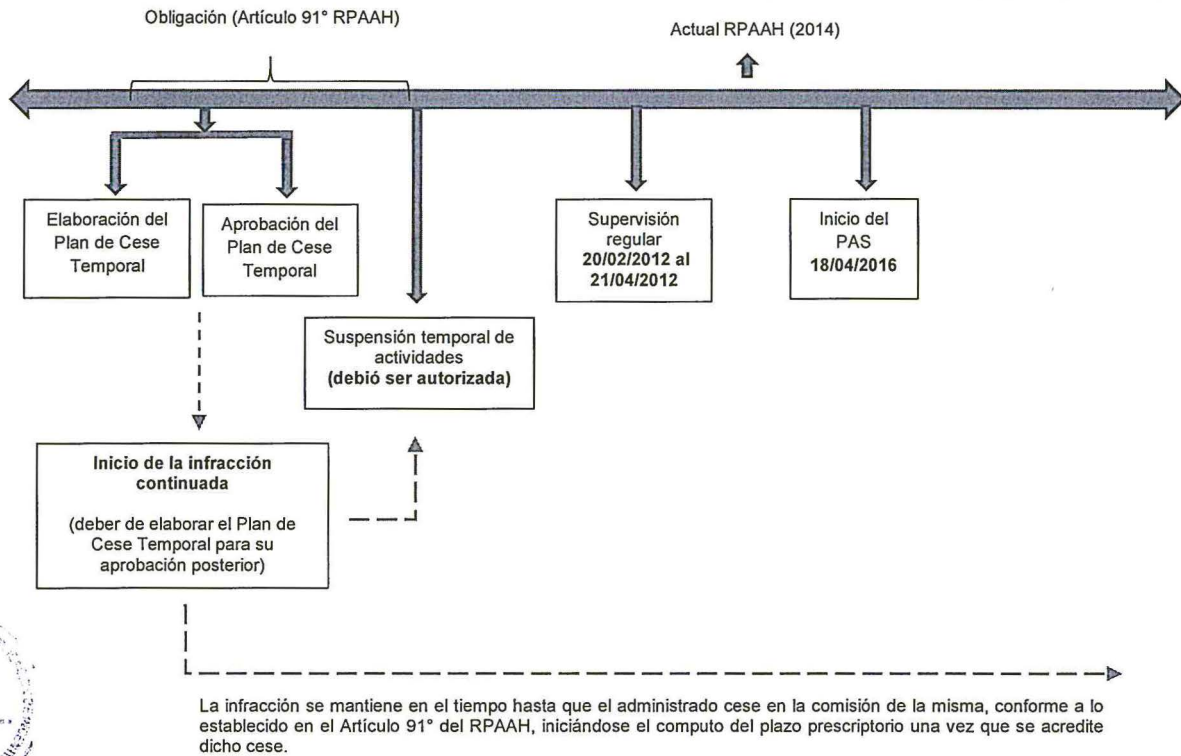 Obligación (Artículo 91° RPAAH)
Actual RPAAH (2014)
Elaboración del
Plan de Cese
Temporal
Aprobación del
Plan de Cese
Temporal
Supervisión
regular
20/02/2012 al
21/04/2012
Inicio del
PAS
18/04/2016
Suspensión temporal de
actividades
(debió ser autorizada)
Inicio de la infracción
continuada
(deber de elaborar el Plan de
Cese Temporal para su
aprobación posterior)
La infracción se mantiene en el tiempo hasta que el administrado cese en la comisión de la misma, conforme a lo
establecido en el Artículo 91° del RPAAH, iniciándose el computo del plazo prescriptorio una vez que se acredite
dicho cese.